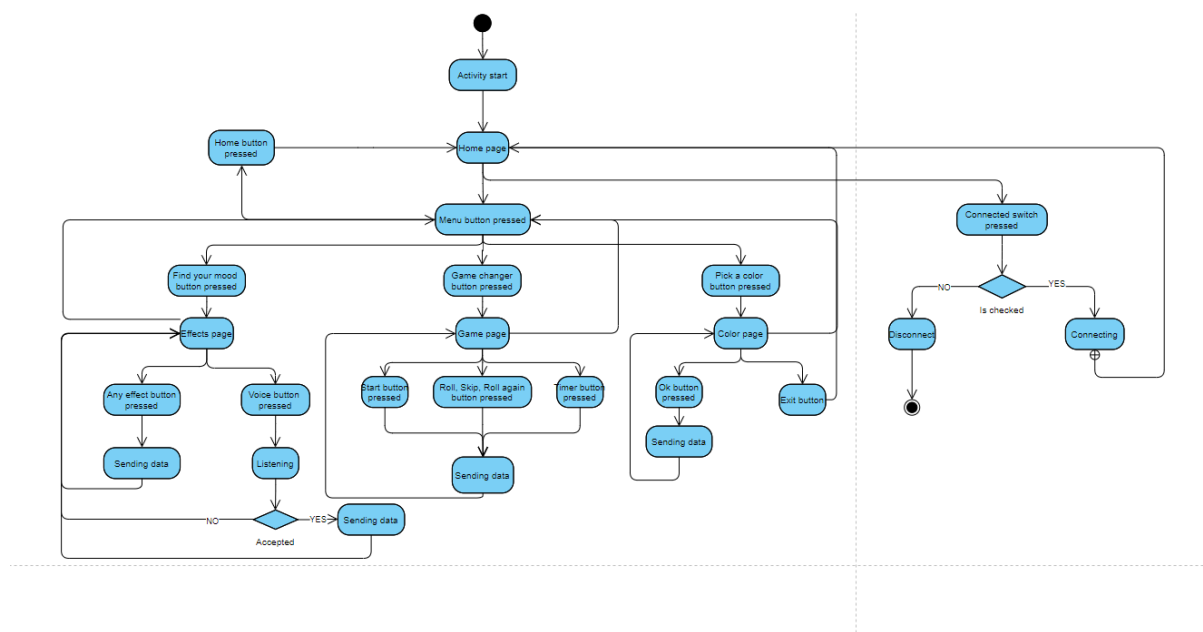 Activity start
Home button
pressed
Home page
Menu button pressed
Connected switch
pressed
Find your mood
button pressed
Game changer
button pressed
Pick a color
button pressed
NO
YES
Is checked
Effects page
Game page
Color page
Disconnect
Connecting
Any effect button
pressed
Voice button
pressed
Start button
pressed
Roll, Skip, Roll again
button pressed
Timer button
pressed
Ok button
pressed
Exit button
Sending data
Listening
Sending data
Sending data
NO
YES
Sending data
Accepted